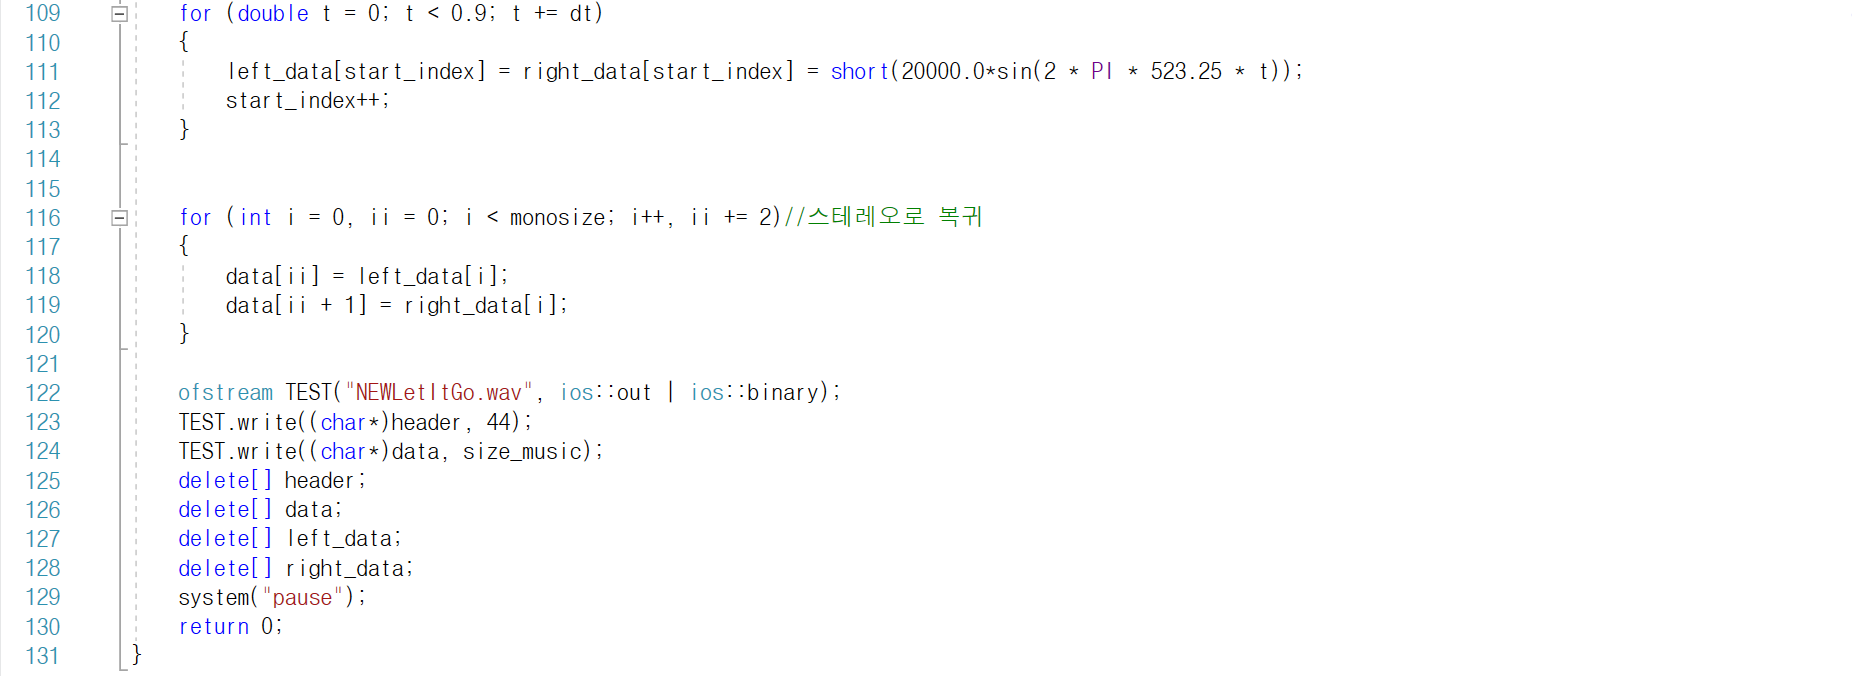 109 for (double t = 0; t < 0.9; t += dt)
110 {
111 left_data[start_index] = right_data[start_index] = short(20000.0*sin(2 * PI * 523.25 * t));
112 start_index++;
113 }
114
115
116 for (int i = 0, ii = 0; i < monosize; i++, ii += 2)//스테레오로 복귀
117 {
118 data[ii] = left_data[i];
119 data[ii + 1] = right_data[i];
120 }
121
122 ofstream TEST("NEWLetItGo.wav", ios::out | ios::binary);
123 TEST.write((char*)header, 44);
124 TEST.write((char*)data, size_music);
125 delete[] header;
126 delete[] data;
127 delete[] left_data;
128 delete[] right_data;
129 system("pause");
130 return 0;
131 }